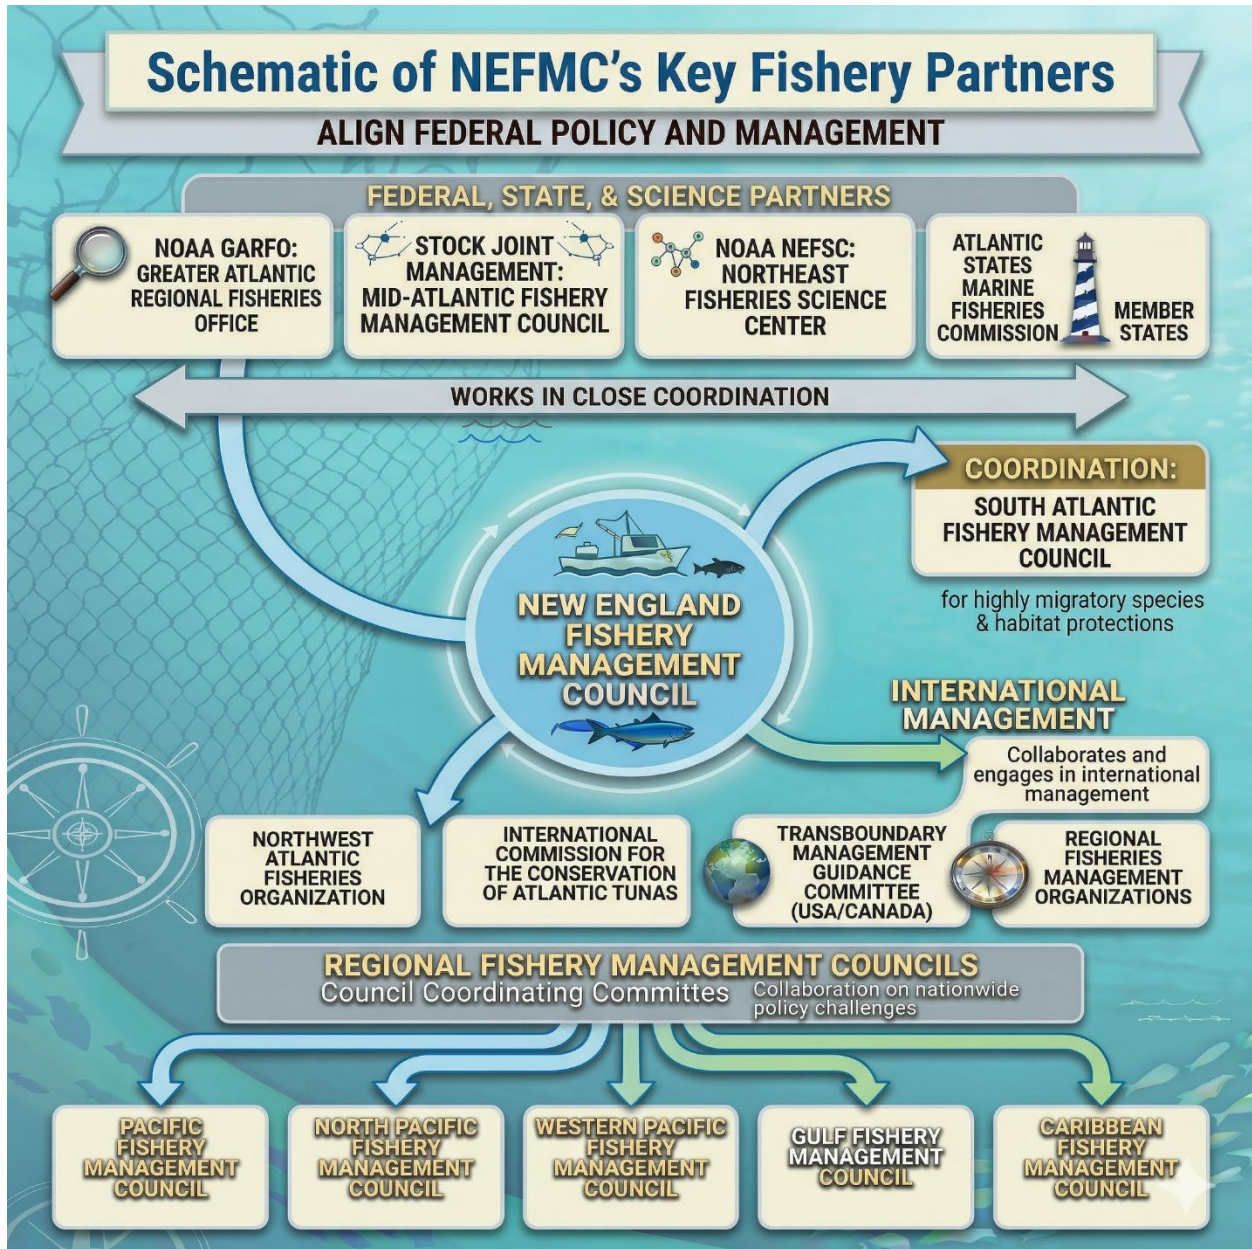 Schematic of NEFMC's Key Fishery Partners
ALIGN FEDERAL POLICY AND MANAGEMENT
FEDERAL, STATE, & SCIENCE PARTNERS
NOAA GARFO:
GREATER ATLANTIC
REGIONAL FISHERIES
OFFICE
STOCK JOINT
MANAGEMENT:
MID-ATLANTIC FISHERY
MANAGEMENT COUNCIL
NOAA NEFSC:
NORTHEAST
FISHERIES SCIENCE
CENTER
ATLANTIC
STATES
MARINE
FISHERIES
COMMISSION
MEMBER
STATES
WORKS IN CLOSE COORDINATION
COORDINATION:
SOUTH ATLANTIC
FISHERY MANAGEMENT
COUNCIL
for highly migratory species
& habitat protections
NEW ENGLAND
FISHERY
MANAGEMENT
COUNCIL
INTERNATIONAL
MANAGEMENT
Collaborates and
engages in international
management
NORTHWEST
ATLANTIC
FISHERIES
ORGANIZATION
INTERNATIONAL
COMMISSION FOR
THE CONSERVATION
OF ATLANTIC TUNAS
TRANSBOUNDARY
MANAGEMENT
GUIDANCE
COMMITTEE
(USA/CANADA)
REGIONAL
FISHERIES
MANAGEMENT
ORGANIZATIONS
REGIONAL FISHERY MANAGEMENT COUNCILS
Council Coordinating Committes
Collaboration on nationwide
policy challenges
PACIFIC
FISHERY
MANAGEMENT
COUNCIL
NORTH PACIFIC
FISHERY
MANAGEMENT
COUNCIL
WESTERN PACIFIC
FISHERY
MANAGEMENT
COUNCIL
GULF FISHERY
MANAGEMENT
COUNCIL
CARIBBEAN
FISHERY
MANAGEMENT
COUNCIL